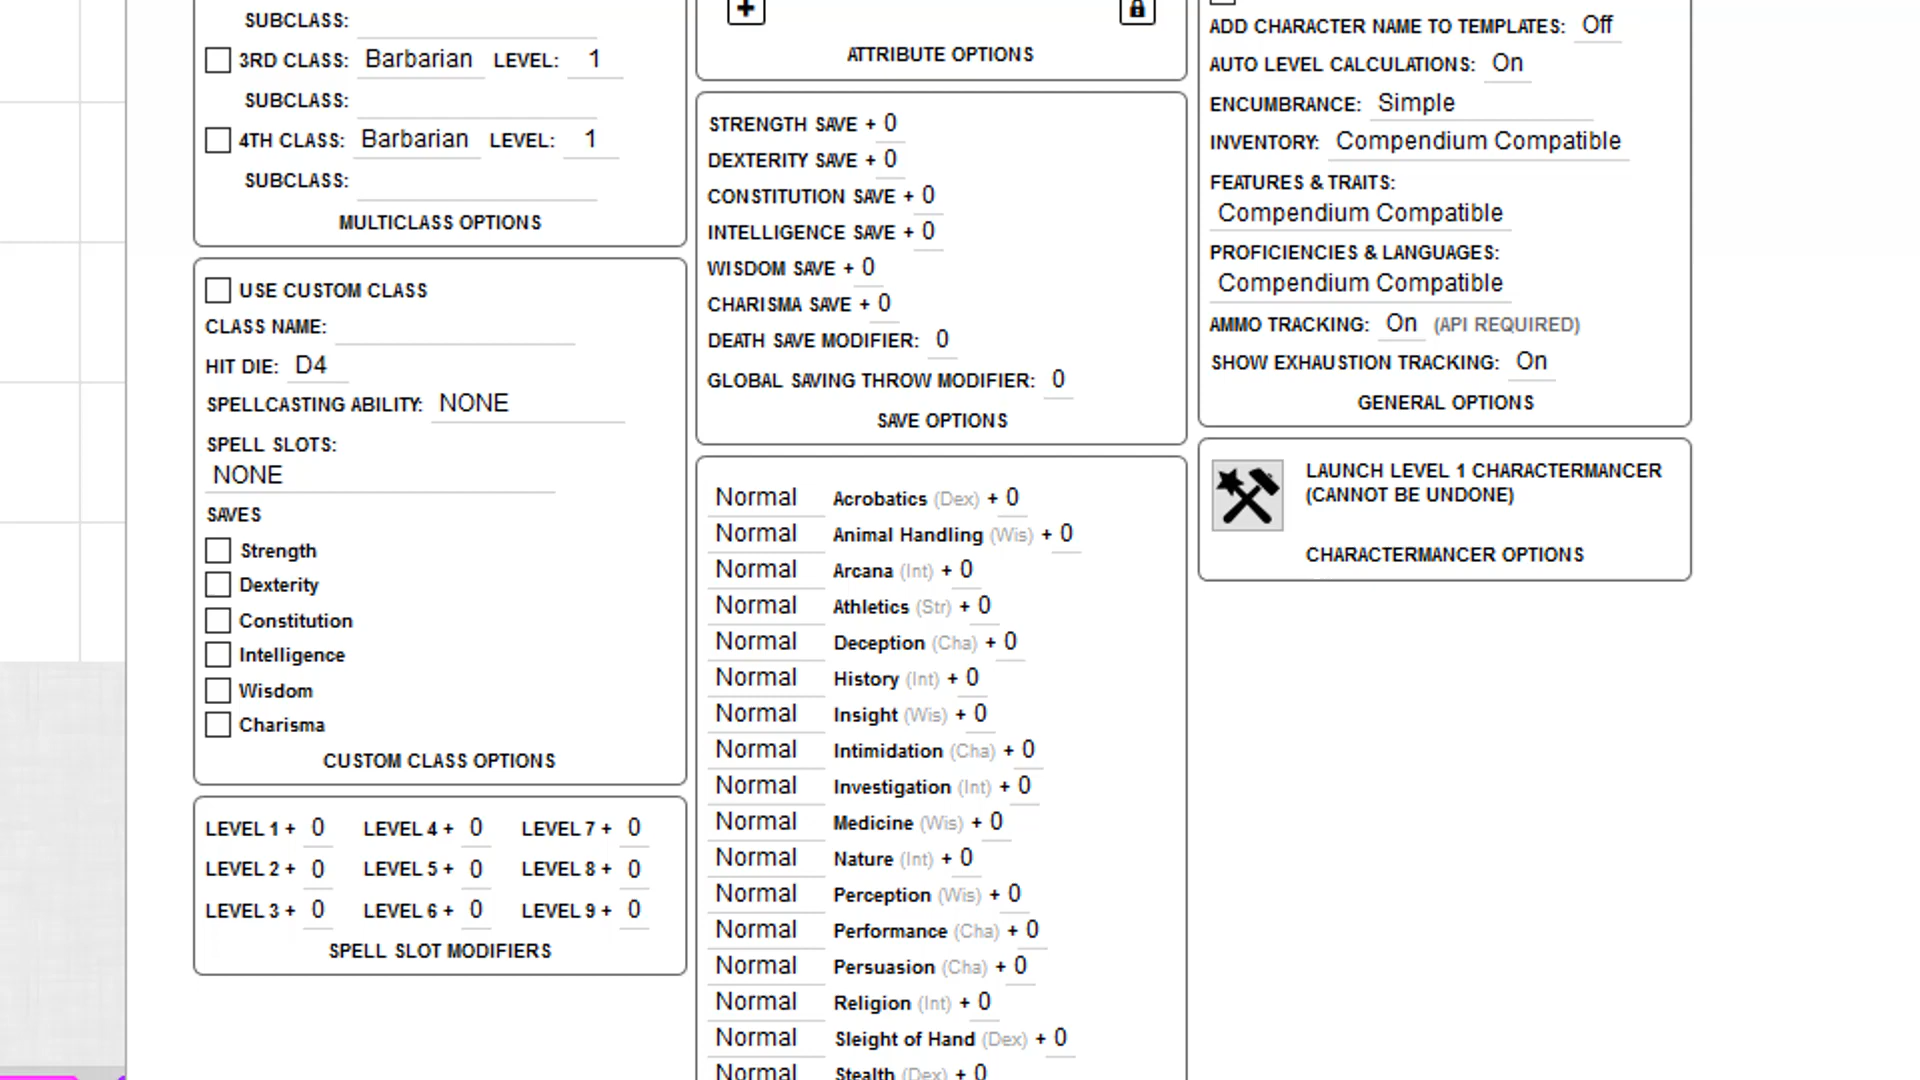 SUBCLASS:
3RD CLASS: Barbarian LEVEL: 1
SUBCLASS:
4TH CLASS: Barbarian LEVEL: 1
SUBCLASS:
MULTICLASS OPTIONS
USE CUSTOM CLASS
CLASS NAME:
HIT DIE: D4
SPELLCASTING ABILITY: NONE
SPELL SLOTS:
NONE
SAVES
Strength
Dexterity
Constitution
Intelligence
Wisdom
Charisma
CUSTOM CLASS OPTIONS
LEVEL 1 + 0 LEVEL 4 + 0 LEVEL 7 + 0
LEVEL 2 + 0 LEVEL 5 + 0 LEVEL 8 + 0
LEVEL 3 + 0 LEVEL 6 + 0 LEVEL 9 + 0
SPELL SLOT MODIFIERS
ATTRIBUTE OPTIONS
STRENGTH SAVE + 0
DEXTERITY SAVE + 0
CONSTITUTION SAVE + 0
INTELLIGENCE SAVE + 0
WISDOM SAVE + 0
CHARISMA SAVE + 0
DEATH SAVE MODIFIER: 0
GLOBAL SAVING THROW MODIFIER: 0
SAVE OPTIONS
Normal Acrobatics (Dex) + 0
Normal Animal Handling (Wis) + 0
Normal Arcana (Int) + 0
Normal Athletics (Str) + 0
Normal Deception (Cha) + 0
Normal History (Int) + 0
Normal Insight (Wis) + 0
Normal Intimidation (Cha) + 0
Normal Investigation (Int) + 0
Normal Medicine (Wis) + 0
Normal Nature (Int) + 0
Normal Perception (Wis) + 0
Normal Performance (Cha) + 0
Normal Persuasion (Cha) + 0
Normal Religion (Int) + 0
Normal Sleight of Hand (Dex) + 0
Normal Stealth (Dex) + 0
ADD CHARACTER NAME TO TEMPLATES: Off
AUTO LEVEL CALCULATIONS: On
ENCUMBRANCE: Simple
INVENTORY: Compendium Compatible
FEATURES & TRAITS:
Compendium Compatible
PROFICIENCIES & LANGUAGES:
Compendium Compatible
AMMO TRACKING: On (API REQUIRED)
SHOW EXHAUSTION TRACKING: On
GENERAL OPTIONS
LAUNCH LEVEL 1 CHARACTERMANCER
(CANNOT BE UNDONE)
CHARACTERMANCER OPTIONS